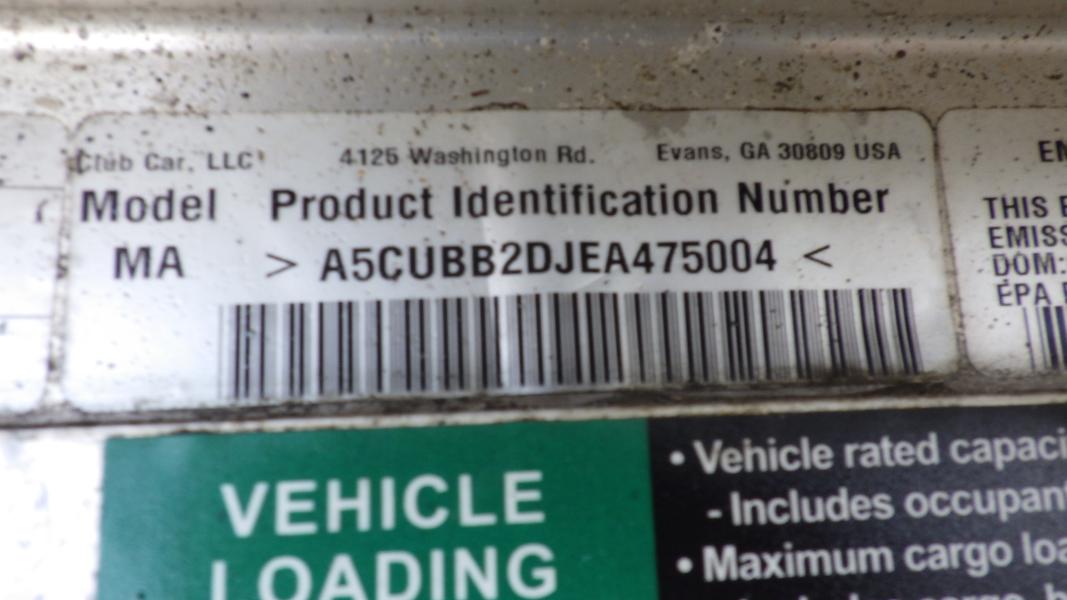 Club Car, LLC 4125 Washington Rd. Evans, GA 30809 USA
Model Product Identification Number
MA > A5CUBB2DJEA475004 <
EM
THIS E
EMISS
DOM:
EPA F
VEHICLE
LOADING
• Vehicle rated capaci
- Includes occupant
• Maximum cargo loa